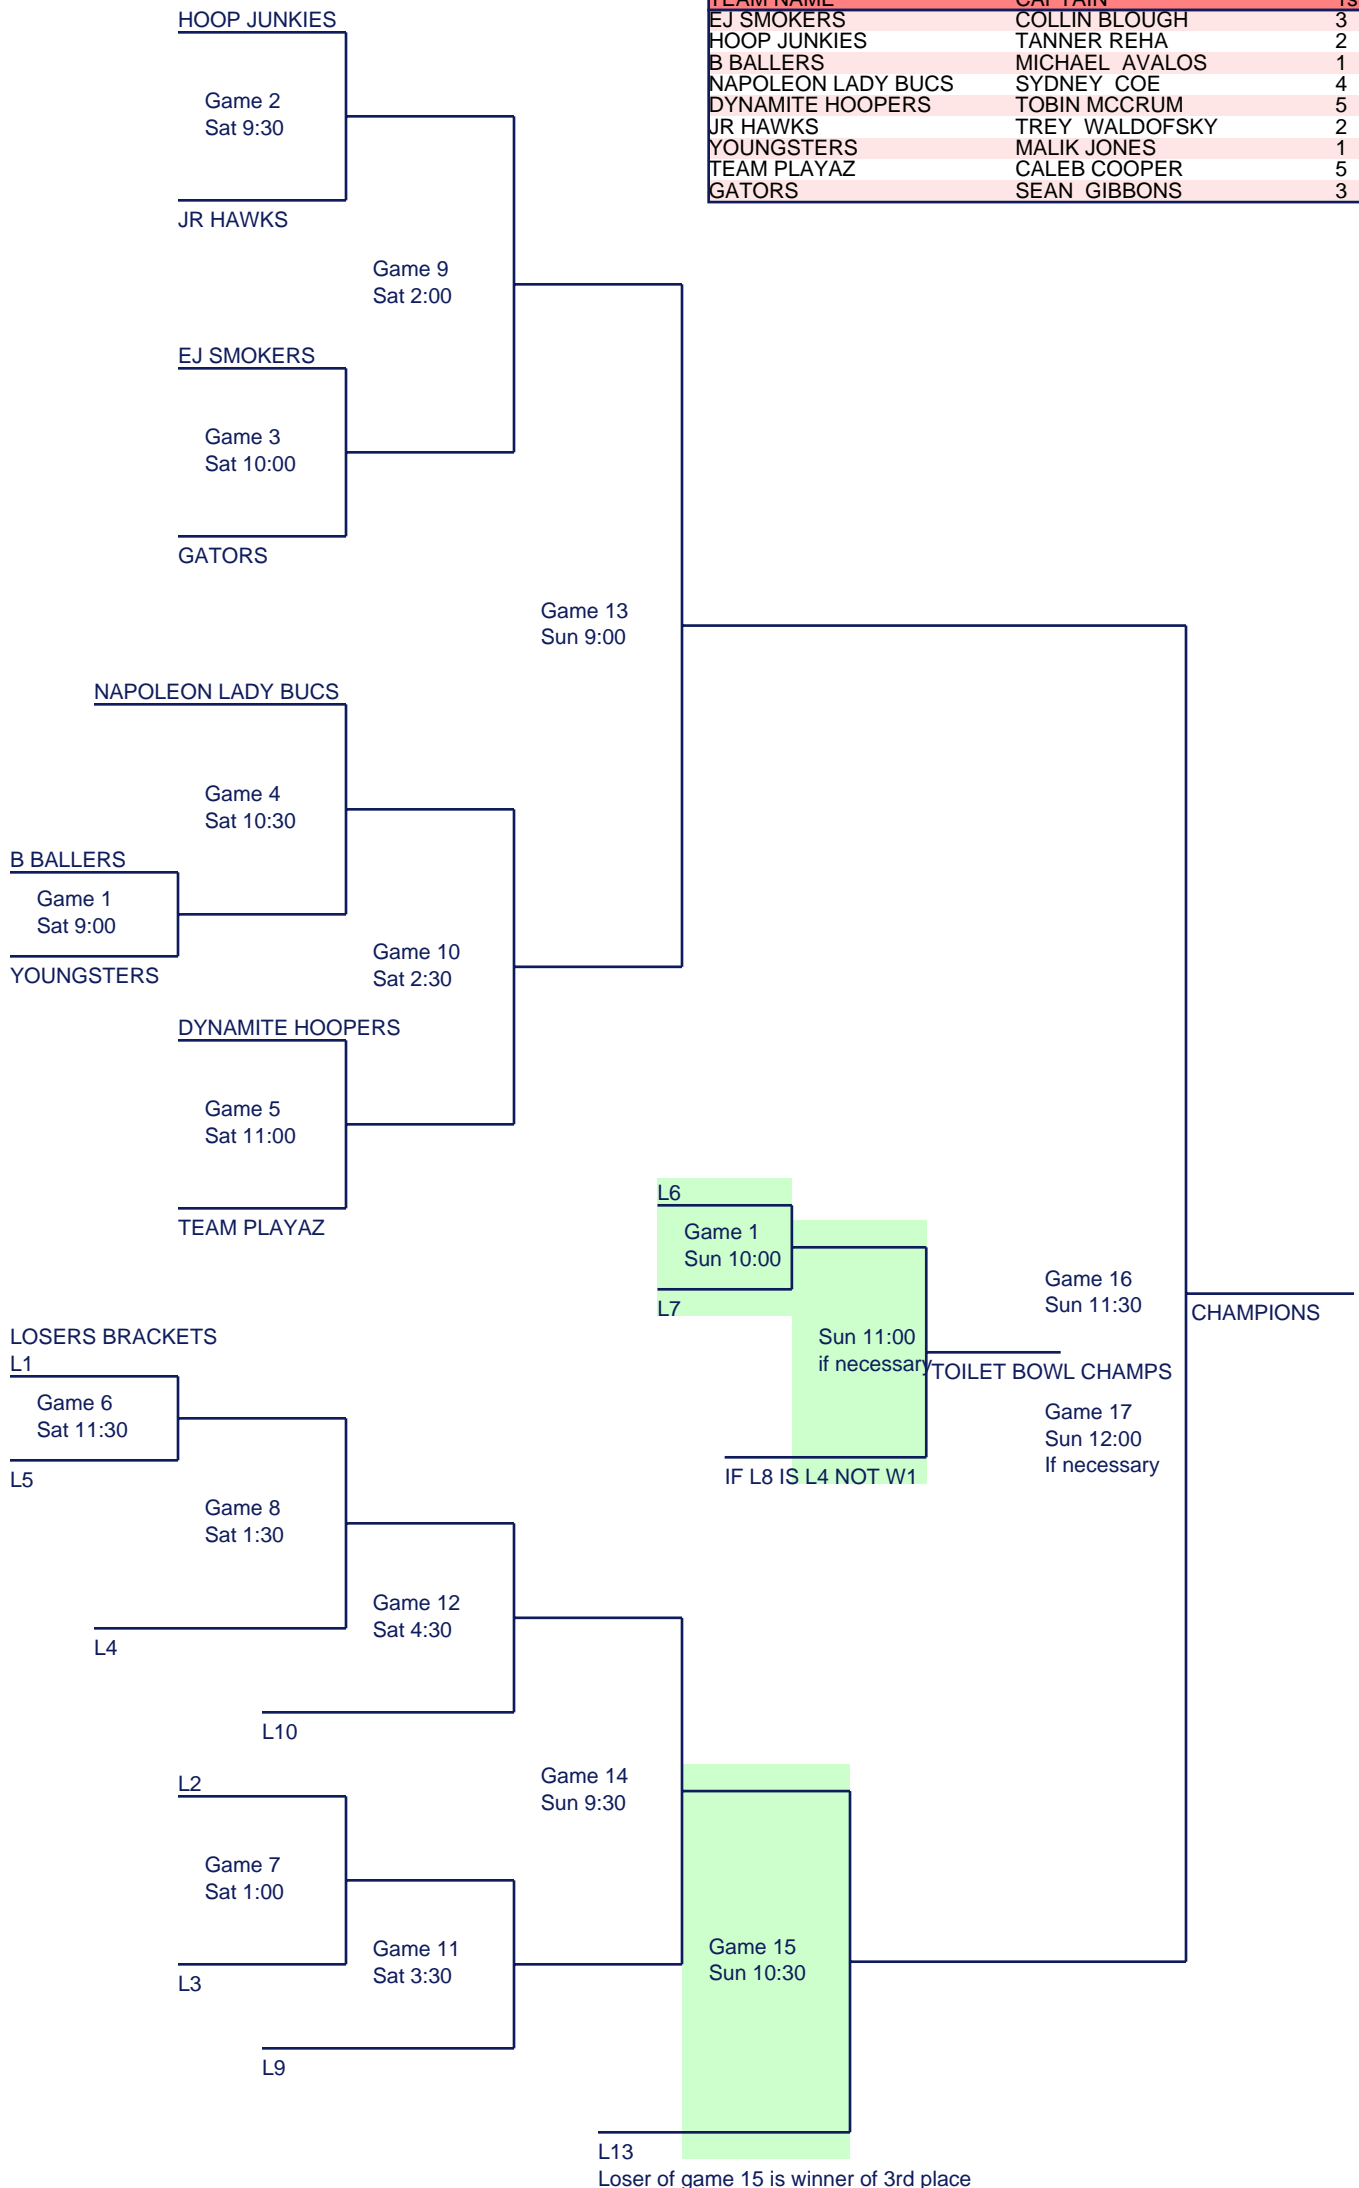 TEAM NAME CAPTAIN
EJ SMOKERS COLLIN BLOUGH 3
HOOP JUNKIES TANNER REHA 2
B BALLERS MICHAEL AVALOS 1
NAPOLEON LADY BUCS SYDNEY COE 4
DYNAMITE HOOPERS TOBIN MCCRUM 5
JR HAWKS TREY WALDOFSKY 2
YOUNGSTERS MALIK JONES 1
TEAM PLAYAZ CALEB COOPER 5
GATORS SEAN GIBBONS 3
HOOP JUNKIES
Game 2
Sat 9:30
JR HAWKS
Game 9
Sat 2:00
EJ SMOKERS
Game 3
Sat 10:00
GATORS
Game 13
Sun 9:00
NAPOLEON LADY BUCS
Game 4
Sat 10:30
B BALLERS
Game 1
Sat 9:00
YOUNGSTERS
Game 10
Sat 2:30
DYNAMITE HOOPERS
Game 5
Sat 11:00
TEAM PLAYAZ
L6
Game 1
Sun 10:00
L7
Sun 11:00
if necessary
TOILET BOWL CHAMPS
IF L8 IS L4 NOT W1
Game 16
Sun 11:30
CHAMPIONS
Game 17
Sun 12:00
If necessary
LOSERS BRACKETS
L1
Game 6
Sat 11:30
L5
Game 8
Sat 1:30
L4
Game 12
Sat 4:30
L10
L2
Game 14
Sun 9:30
Game 7
Sat 1:00
L3
Game 11
Sat 3:30
L9
Game 15
Sun 10:30
L13
Loser of game 15 is winner of 3rd place